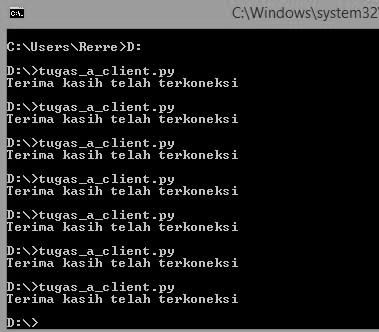 C:\Windows\system32\
C:\Users\Rerre>D:
D:\>tugas_a_client.py
Terima kasih telah terkoneksi
D:\>tugas_a_client.py
Terima kasih telah terkoneksi
D:\>tugas_a_client.py
Terima kasih telah terkoneksi
D:\>tugas_a_client.py
Terima kasih telah terkoneksi
D:\>tugas_a_client.py
Terima kasih telah terkoneksi
D:\>tugas_a_client.py
Terima kasih telah terkoneksi
D:\>tugas_a_client.py
Terima kasih telah terkoneksi
D:\>